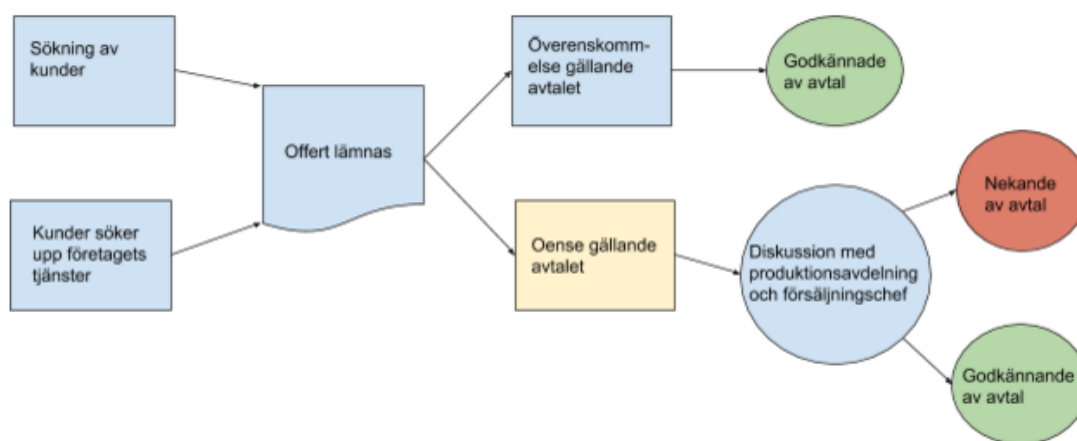 Sökning av
kunder
Kunder söker
upp företagets
tjänster
Offert lämnas
Överenskomm-
else gällande
avtalet
Godkännade
av avtal
Oense gällande
avtalet
Diskussion med
produktionsavdelning
och försäljningschef
Nekande
av avtal
Godkännande
av avtal